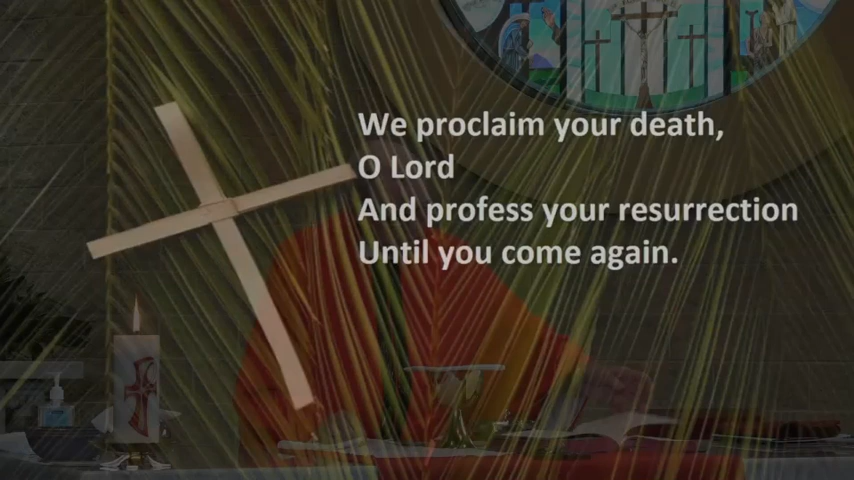 We proclaim your death,
O Lord
And profess your resurrection
Until you come again.